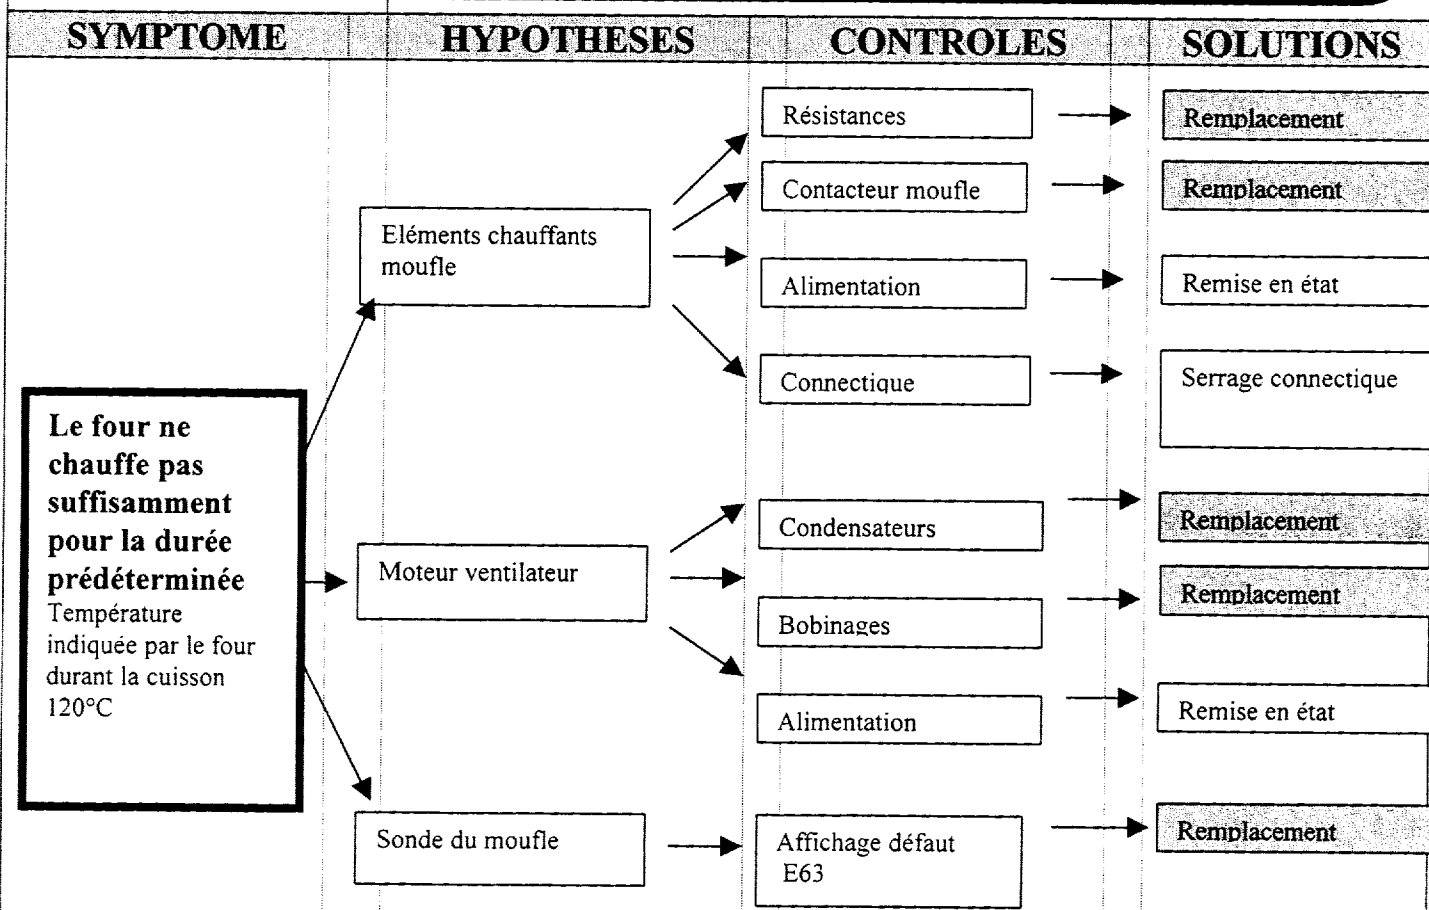 SYMPTOME HYPOTHESES CONTROLES SOLUTIONS
Résistances
Remplacement
Contacteur moufle
Remplacement
Eléments chauffants
moufle
Alimentation
Remise en état
Connectique
Serrage connectique
Le four ne
chauffe pas
suffisamment
pour la durée
prédéterminée
Température
indiquée par le four
durant la cuisson
120°C
Condensateurs
Remplacement
Moteur ventilateur
Bobinages
Remplacement
Alimentation
Remise en état
Sonde du moufle
Affichage défaut
E63
Remplacement